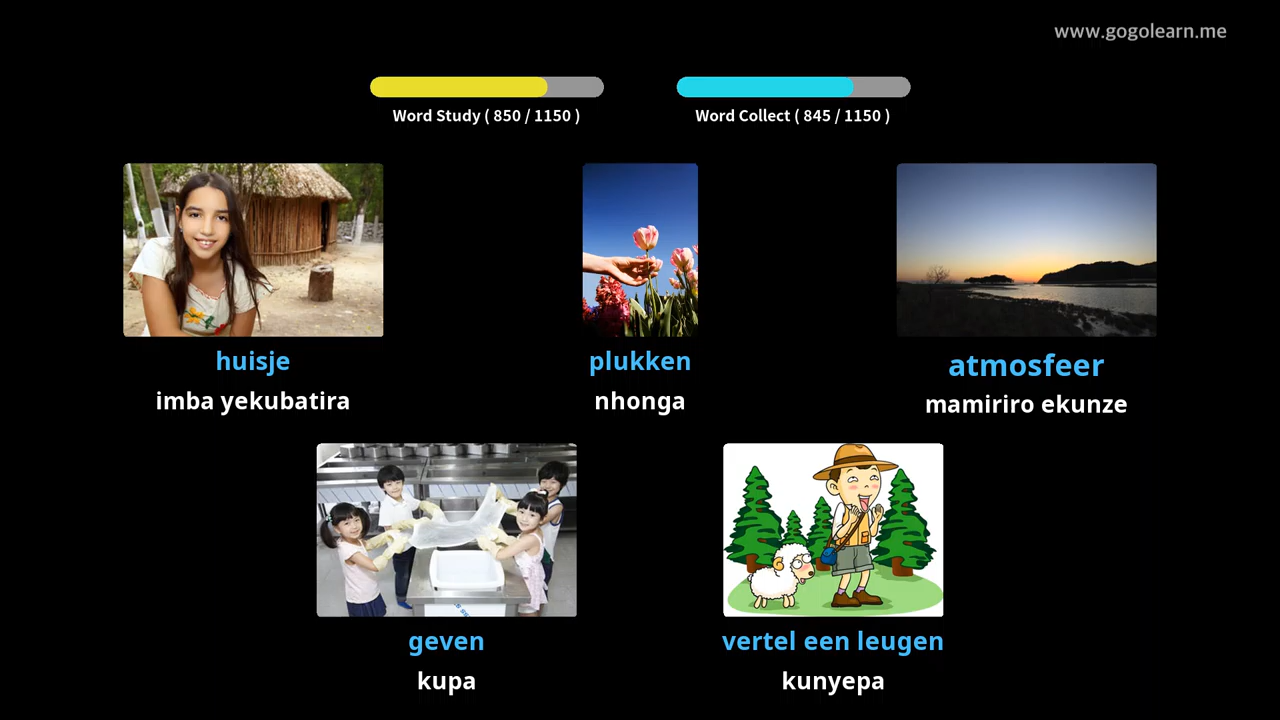 www.gogolearn.me
Word Study ( 850 / 1150 )
Word Collect ( 845 / 1150 )
huisje
imba yekubatira
plukken
nhonga
atmosfeer
mamiriro ekunze
geven
kupa
vertel een leugen
kunyepa